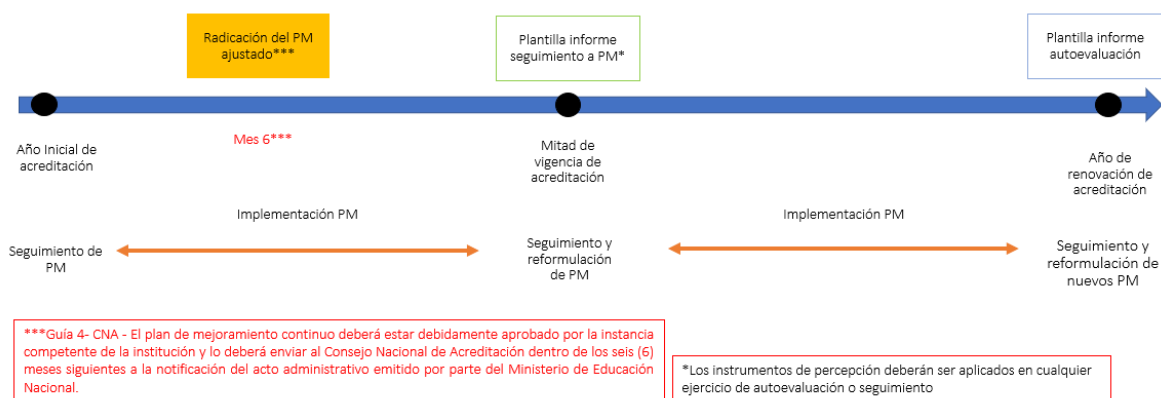 Radicación del PM
ajustado***
Plantilla informe
seguimiento a PM*
Plantilla informe
autoevaluación
Año Inicial de
acreditación
Mes 6***
Mitad de
vigencia de
acreditación
Año de
renovación de
acreditación
Implementación PM
Implementación PM
Seguimiento de
PM
Seguimiento y
reformulación
de PM
Seguimiento y
reformulación de
nuevos PM
***Guía 4- CNA - El plan de mejoramiento continuo deberá estar debidamente aprobado por la instancia
competente de la institución y lo deberá enviar al Consejo Nacional de Acreditación dentro de los seis (6)
meses siguientes a la notificación del acto administrativo emitido por parte del Ministerio de Educación
Nacional.
*Los instrumentos de percepción deberán ser aplicados en cualquier
ejercicio de autoevaluación o seguimiento